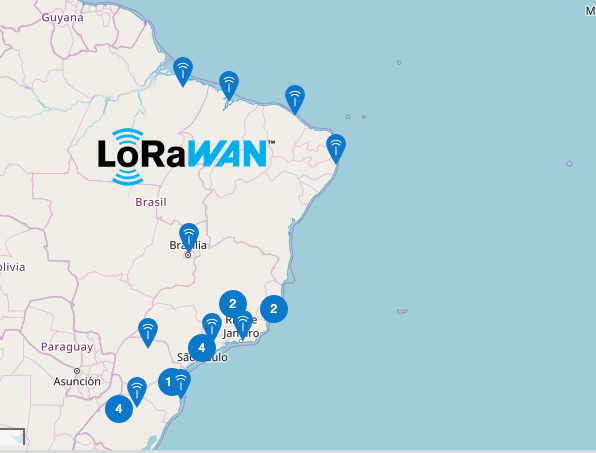 M
Guyana
LoRaWAN™
Brasil
Brasília
olivia
2
2
Rio de
Janeiro
4
São Paulo
Paraguay
Asunción
1
4